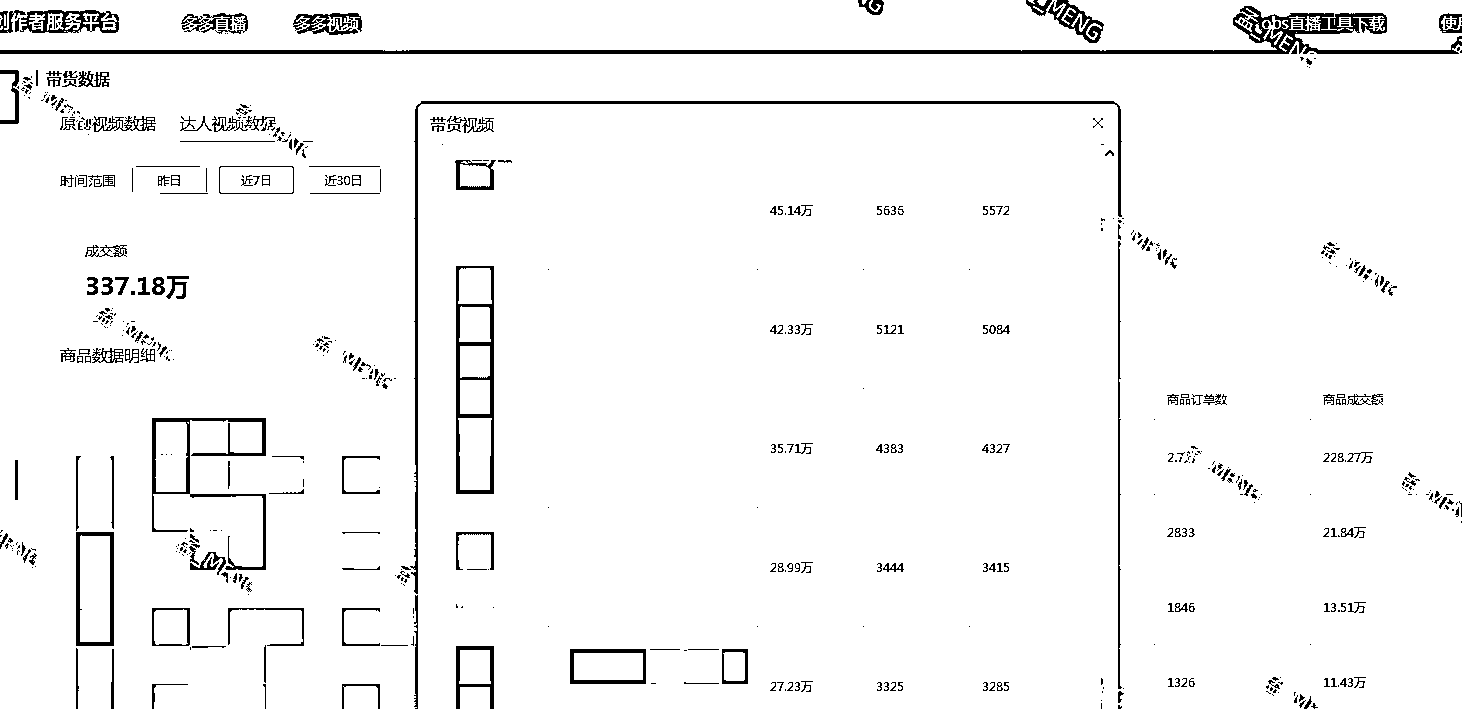 创作者服务平台 多多直播 多多视频 obs直播工具下载
带货数据
原创视频数据 达人视频数据
时间范围 昨日 近7日 近30日
成交额
337.18万
商品数据明细
带货视频 ×
45.14万 5636 5572
42.33万 5121 5084
35.71万 4383 4327
28.99万 3444 3415
27.23万 3325 3285
商品订单数 商品成交额
228.27万
2833 21.84万
1846 13.51万
1326 11.43万